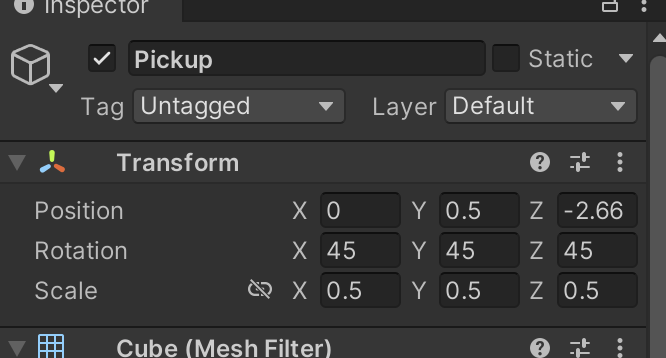 Inspector
Pickup Static
Tag Untagged Layer Default
Transform
Position X 0 Y 0.5 Z -2.66
Rotation X 45 Y 45 Z 45
Scale X 0.5 Y 0.5 Z 0.5
Cube (Mesh Filter)